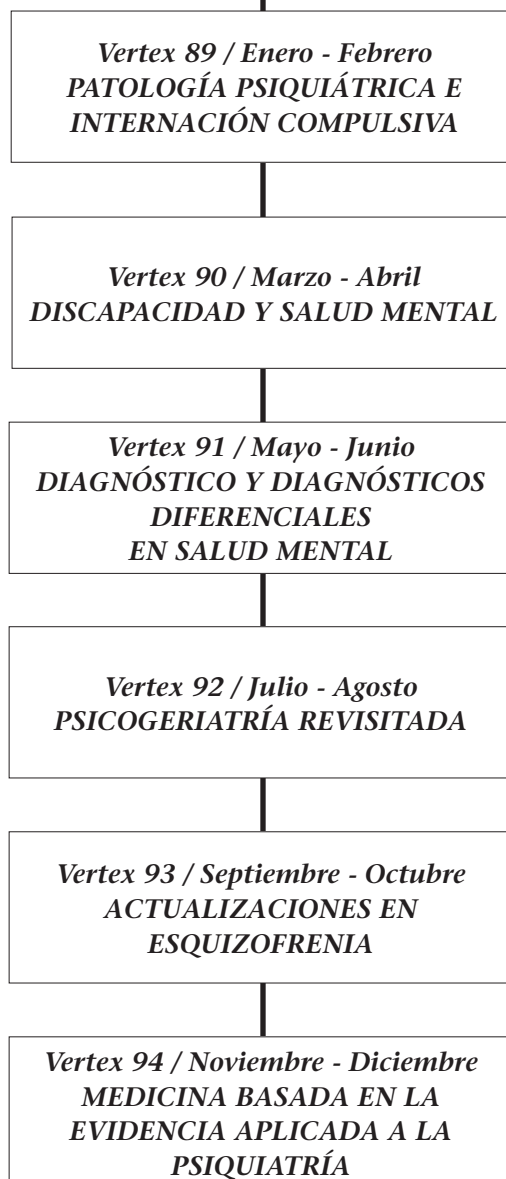 Vertex 89 / Enero - Febrero
PATOLOGÍA PSIQUIÁTRICA E
INTERNACIÓN COMPULSIVA
Vertex 90 / Marzo - Abril
DISCAPACIDAD Y SALUD MENTAL
Vertex 91 / Mayo - Junio
DIAGNÓSTICO Y DIAGNÓSTICOS
DIFERENCIALES
EN SALUD MENTAL
Vertex 92 / Julio - Agosto
PSICOGERIATRÍA REVISITADA
Vertex 93 / Septiembre - Octubre
ACTUALIZACIONES EN
ESQUIZOFRENIA
Vertex 94 / Noviembre - Diciembre
MEDICINA BASADA EN LA
EVIDENCIA APLICADA A LA
PSIQUIATRÍA